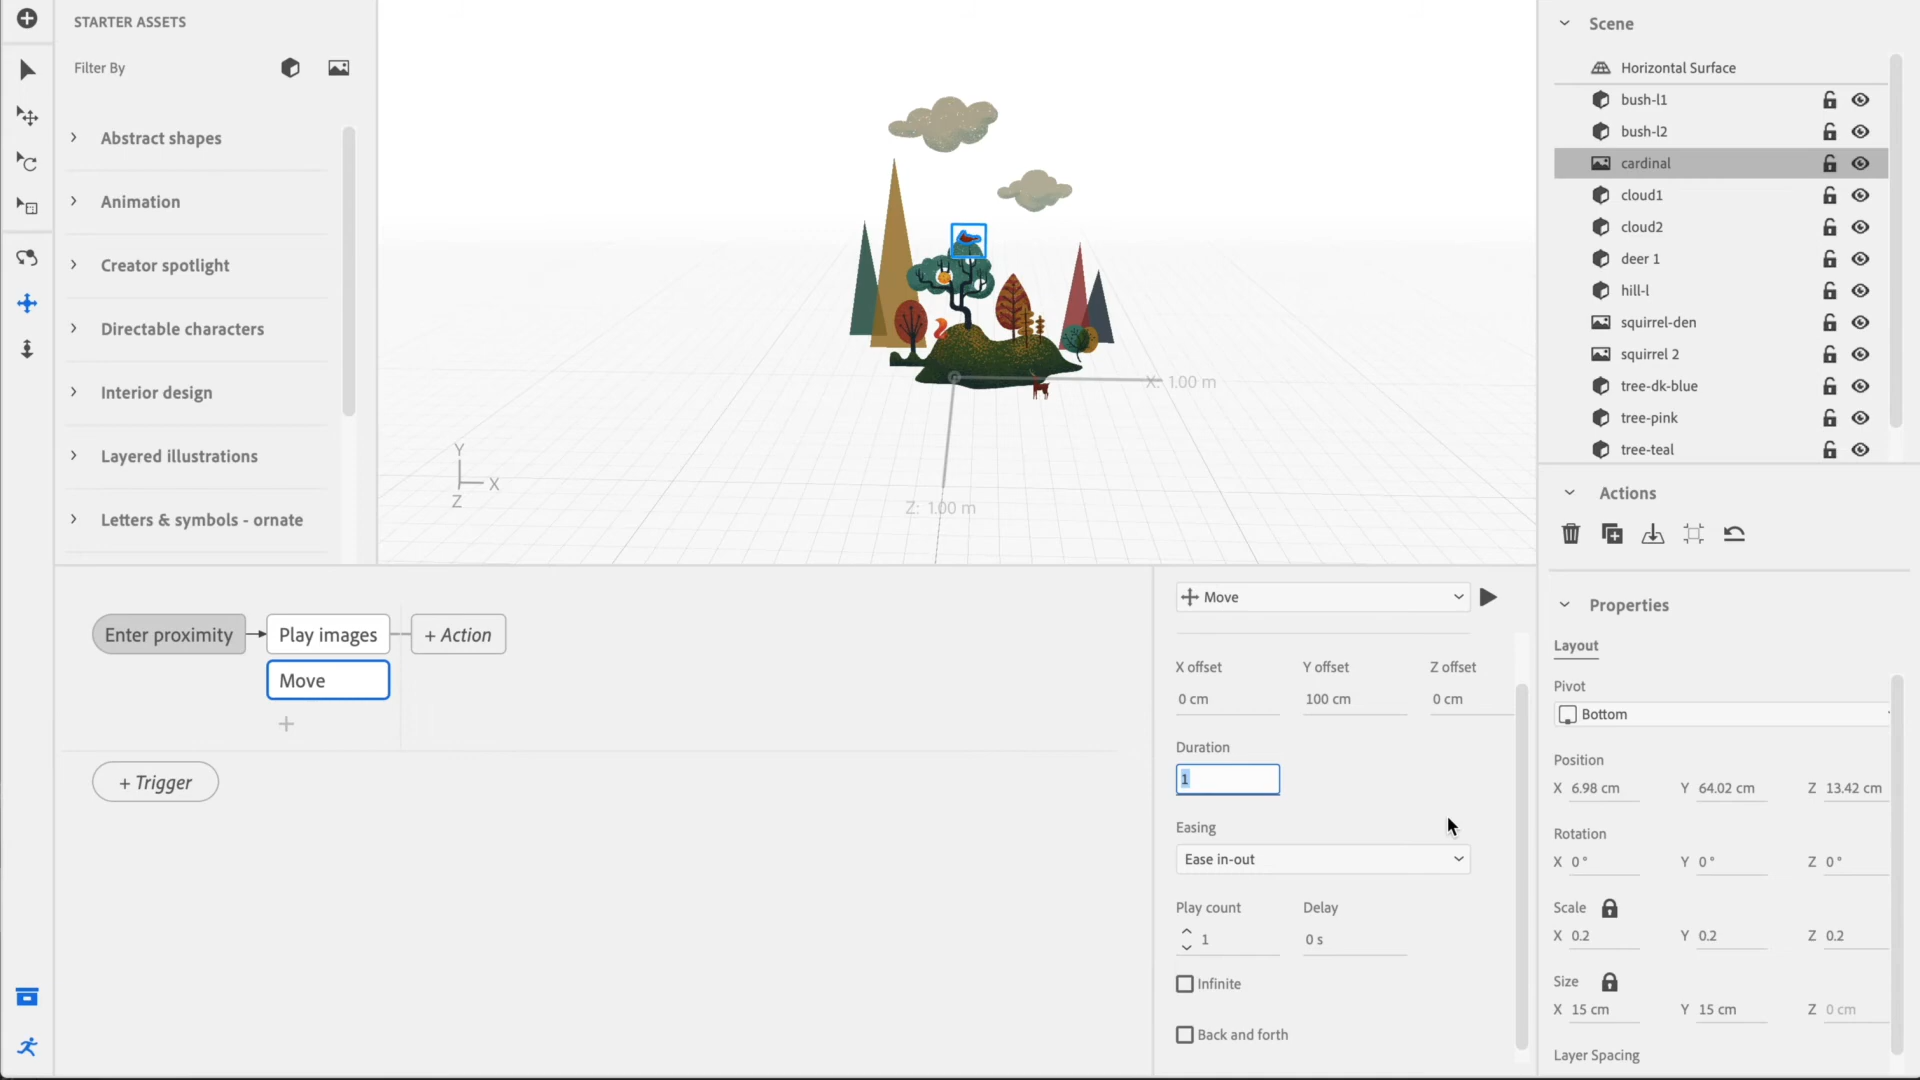 STARTER ASSETS
Filter By
Abstract shapes
Animation
Creator spotlight
Directable characters
Interior design
Layered illustrations
Letters & symbols - ornate
X: 1.00 m
Z: 1.00 m
Y
X
Z
Scene
Horizontal Surface
bush-l1
bush-l2
cardinal
cloud1
cloud2
deer 1
hill-l
squirrel-den
squirrel 2
tree-dk-blue
tree-pink
tree-teal
Actions
Properties
Layout
Pivot
Bottom
Position
X 6.98 cm Y 64.02 cm Z 13.42 cm
Rotation
X 0° Y 0° Z 0°
Scale
X 0.2 Y 0.2 Z 0.2
Size
X 15 cm Y 15 cm Z 0 cm
Layer Spacing
Enter proximity Play images + Action
Move
+
+ Trigger
Move
X offset Y offset Z offset
0 cm 100 cm 0 cm
Duration
1
Easing
Ease in-out
Play count Delay
1 0 s
Infinite
Back and forth